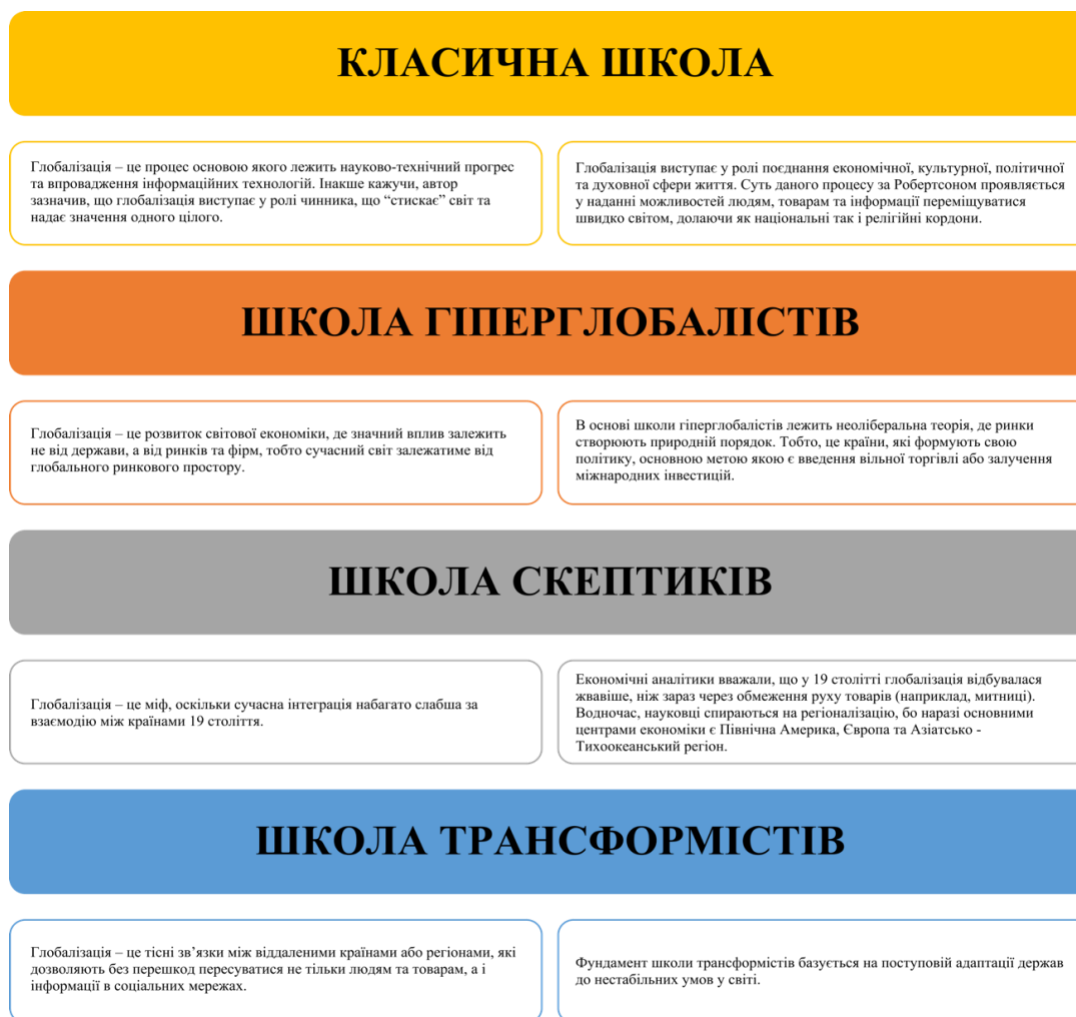 КЛАСИЧНА ШКОЛА
Глобалізація – це процес основою якого лежить науково-технічний прогрес
та впровадження інформаційних технологій. Інакше кажучи, автор
зазначив, що глобалізація виступає у ролі чинника, що “стискає” світ та
надає значення одного цілого.
Глобалізація виступає у ролі поєднання економічної, культурної, політичної
та духовної сфери життя. Суть даного процесу за Робертсоном проявляється
у наданні можливостей людям, товарам та інформації переміщуватися
швидко світом, долаючи як національні так і релігійні кордони.
ШКОЛА ГІПЕРГЛОБАЛІСТІВ
Глобалізація – це розвиток світової економіки, де значний вплив залежить
не від держави, а від ринків та фірм, тобто сучасний світ залежатиме від
глобального ринкового простору.
В основі школи гіперглобалістів лежить неоліберальна теорія, де ринки
створюють природній порядок. Тобто, це країни, які формують свою
політику, основною метою якою є введення вільної торгівлі або залучення
міжнародних інвестицій.
ШКОЛА СКЕПТИКІВ
Глобалізація – це міф, оскільки сучасна інтеграція набагато слабша за
взаємодію між країнами 19 століття.
Економічні аналітики вважали, що у 19 столітті глобалізація відбувалася
жвавіше, ніж зараз через обмеження руху товарів (наприклад, митниці).
Водночас, науковці спираються на регіоналізацію, бо наразі основними
центрами економіки є Північна Америка, Європа та Азіатсько -
Тихоокеанський регіон.
ШКОЛА ТРАНСФОРМІСТІВ
Глобалізація – це тісні зв’язки між віддаленими країнами або регіонами, які
дозволяють без перешкод пересуватися не тільки людям та товарам, а і
інформації в соціальних мережах.
Фундамент школи трансформістів базується на поступовій адаптації держав
до нестабільних умов у світі.